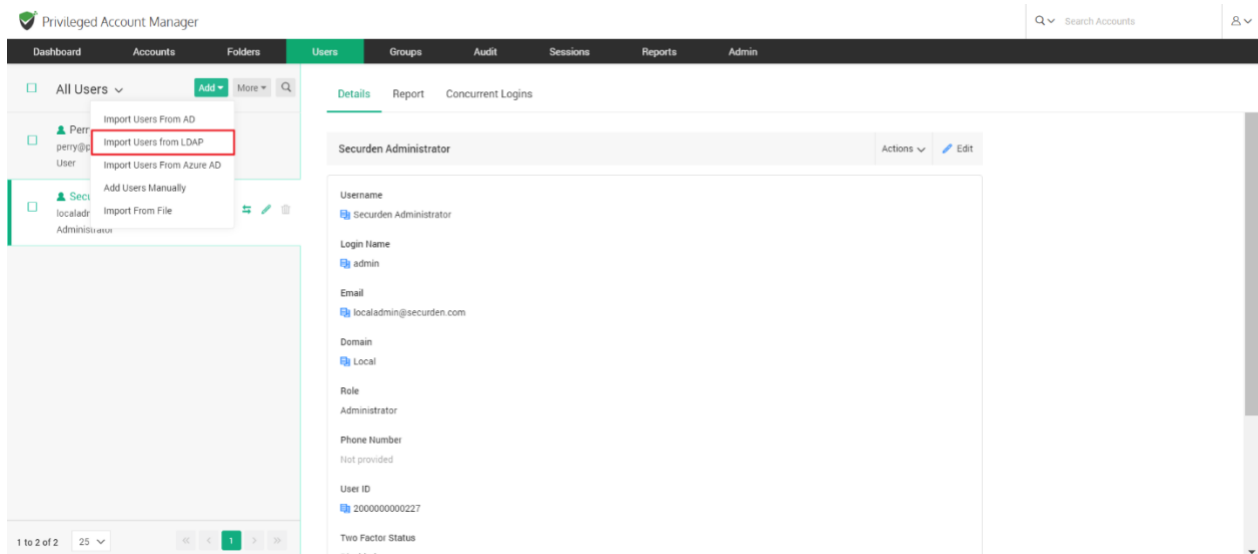 Privileged Account Manager
Search Accounts
Dashboard Accounts Folders Users Groups Audit Sessions Reports Admin
All Users Add More
Details Report Concurrent Logins
Import Users From AD
Import Users from LDAP
Import Users From Azure AD
Add Users Manually
Import From File
Perr
perry@p
User
Secu
localadr
Administrator
Securden Administrator Actions Edit
Username
Securden Administrator
Login Name
admin
Email
localadmin@securden.com
Domain
Local
Role
Administrator
Phone Number
Not provided
User ID
2000000000227
Two Factor Status
1 to 2 of 2 25 « < 1 > »